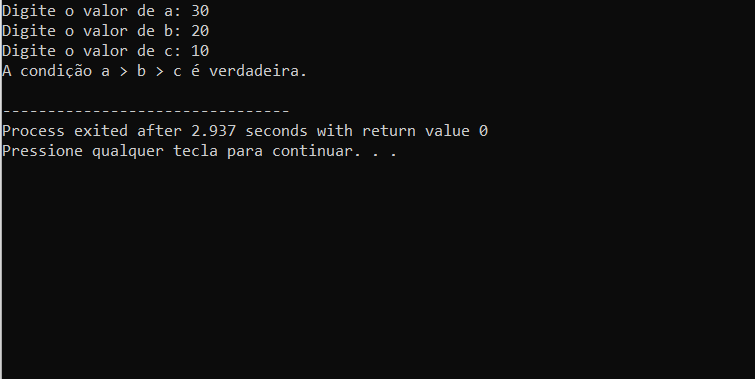 Digite o valor de a: 30
Digite o valor de b: 20
Digite o valor de c: 10
A condição a > b > c é verdadeira.
--------------------------------
Process exited after 2.937 seconds with return value 0
Pressione qualquer tecla para continuar. . .